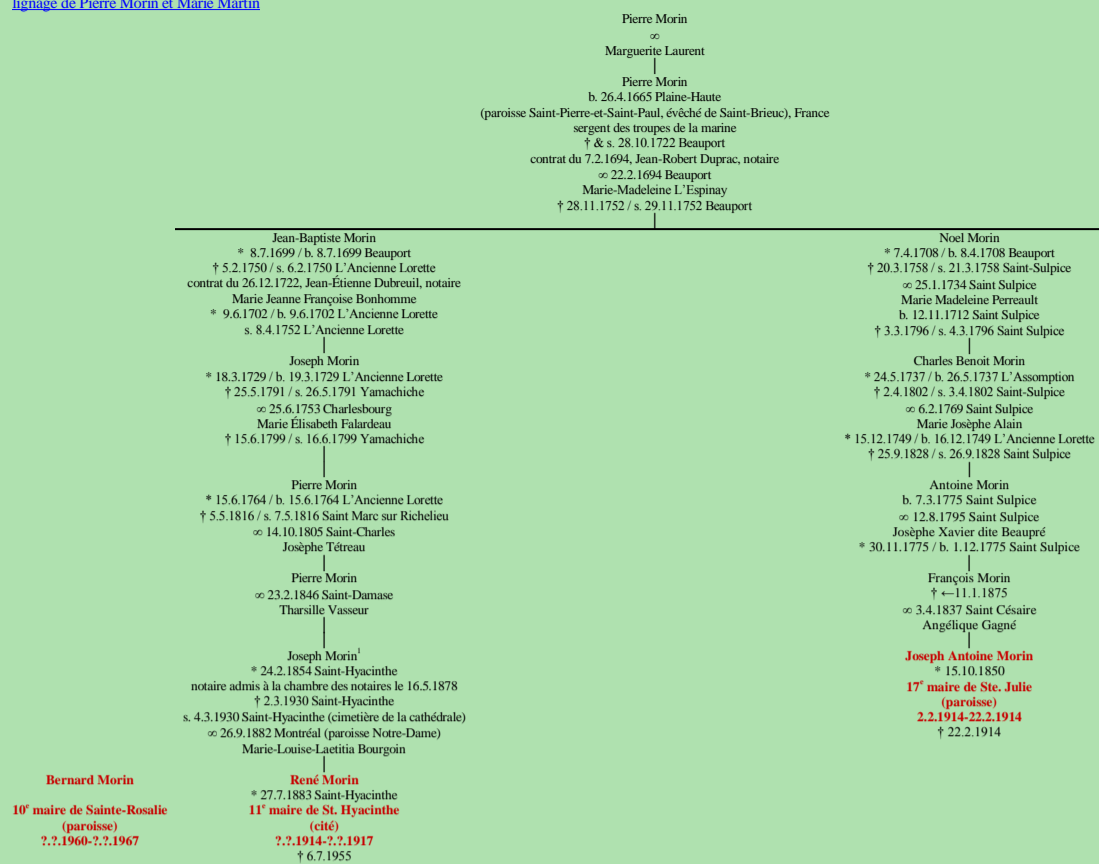 lignage de Pierre Morin et Marie Martin
Pierre Morin
∞
Marguerite Laurent
Pierre Morin
b. 26.4.1665 Plaine-Haute
(paroisse Saint-Pierre-et-Saint-Paul, évêché de Saint-Brieuc), France
sergent des troupes de la marine
† & s. 28.10.1722 Beauport
contrat du 7.2.1694, Jean-Robert Duprac, notaire
∞ 22.2.1694 Beauport
Marie-Madeleine L'Espinay
† 28.11.1752 / s. 29.11.1752 Beauport
Jean-Baptiste Morin
* 8.7.1699 / b. 8.7.1699 Beauport
† 5.2.1750 / s. 6.2.1750 L'Ancienne Lorette
contrat du 26.12.1722, Jean-Étienne Dubreuil, notaire
Marie Jeanne Françoise Bonhomme
* 9.6.1702 / b. 9.6.1702 L'Ancienne Lorette
s. 8.4.1752 L'Ancienne Lorette
Joseph Morin
* 18.3.1729 / b. 19.3.1729 L'Ancienne Lorette
† 25.5.1791 / s. 26.5.1791 Yamachiche
∞ 25.6.1753 Charlesbourg
Marie Élisabeth Falardeau
† 15.6.1799 / s. 16.6.1799 Yamachiche
Pierre Morin
* 15.6.1764 / b. 15.6.1764 L'Ancienne Lorette
† 5.5.1816 / s. 7.5.1816 Saint Marc sur Richelieu
∞ 14.10.1805 Saint-Charles
Josèphe Tétreau
Pierre Morin
∞ 23.2.1846 Saint-Damase
Tharsille Vasseur
Joseph Morin¹
* 24.2.1854 Saint-Hyacinthe
notaire admis à la chambre des notaires le 16.5.1878
† 2.3.1930 Saint-Hyacinthe
s. 4.3.1930 Saint-Hyacinthe (cimetière de la cathédrale)
∞ 26.9.1882 Montréal (paroisse Notre-Dame)
Marie-Louise-Laetitia Bourgoin
Bernard Morin
10ᵉ maire de Sainte-Rosalie
(paroisse)
?.?.1960-?.?.1967
René Morin
* 27.7.1883 Saint-Hyacinthe
11ᵉ maire de St. Hyacinthe
(cité)
?.?.1914-?.?.1917
† 6.7.1955
Noel Morin
* 7.4.1708 / b. 8.4.1708 Beauport
† 20.3.1758 / s. 21.3.1758 Saint-Sulpice
∞ 25.1.1734 Saint Sulpice
Marie Madeleine Perreault
b. 12.11.1712 Saint Sulpice
† 3.3.1796 / s. 4.3.1796 Saint Sulpice
Charles Benoit Morin
* 24.5.1737 / b. 26.5.1737 L'Assomption
† 2.4.1802 / s. 3.4.1802 Saint-Sulpice
∞ 6.2.1769 Saint Sulpice
Marie Josèphe Alain
* 15.12.1749 / b. 16.12.1749 L'Ancienne Lorette
† 25.9.1828 / s. 26.9.1828 Saint Sulpice
Antoine Morin
b. 7.3.1775 Saint Sulpice
∞ 12.8.1795 Saint Sulpice
Josèphe Xavier dite Beaupré
* 30.11.1775 / b. 1.12.1775 Saint Sulpice
François Morin
† ←11.1.1875
∞ 3.4.1837 Saint Césaire
Angélique Gagné
Joseph Antoine Morin
* 15.10.1850
17ᵉ maire de Ste. Julie
(paroisse)
2.2.1914-22.2.1914
† 22.2.1914